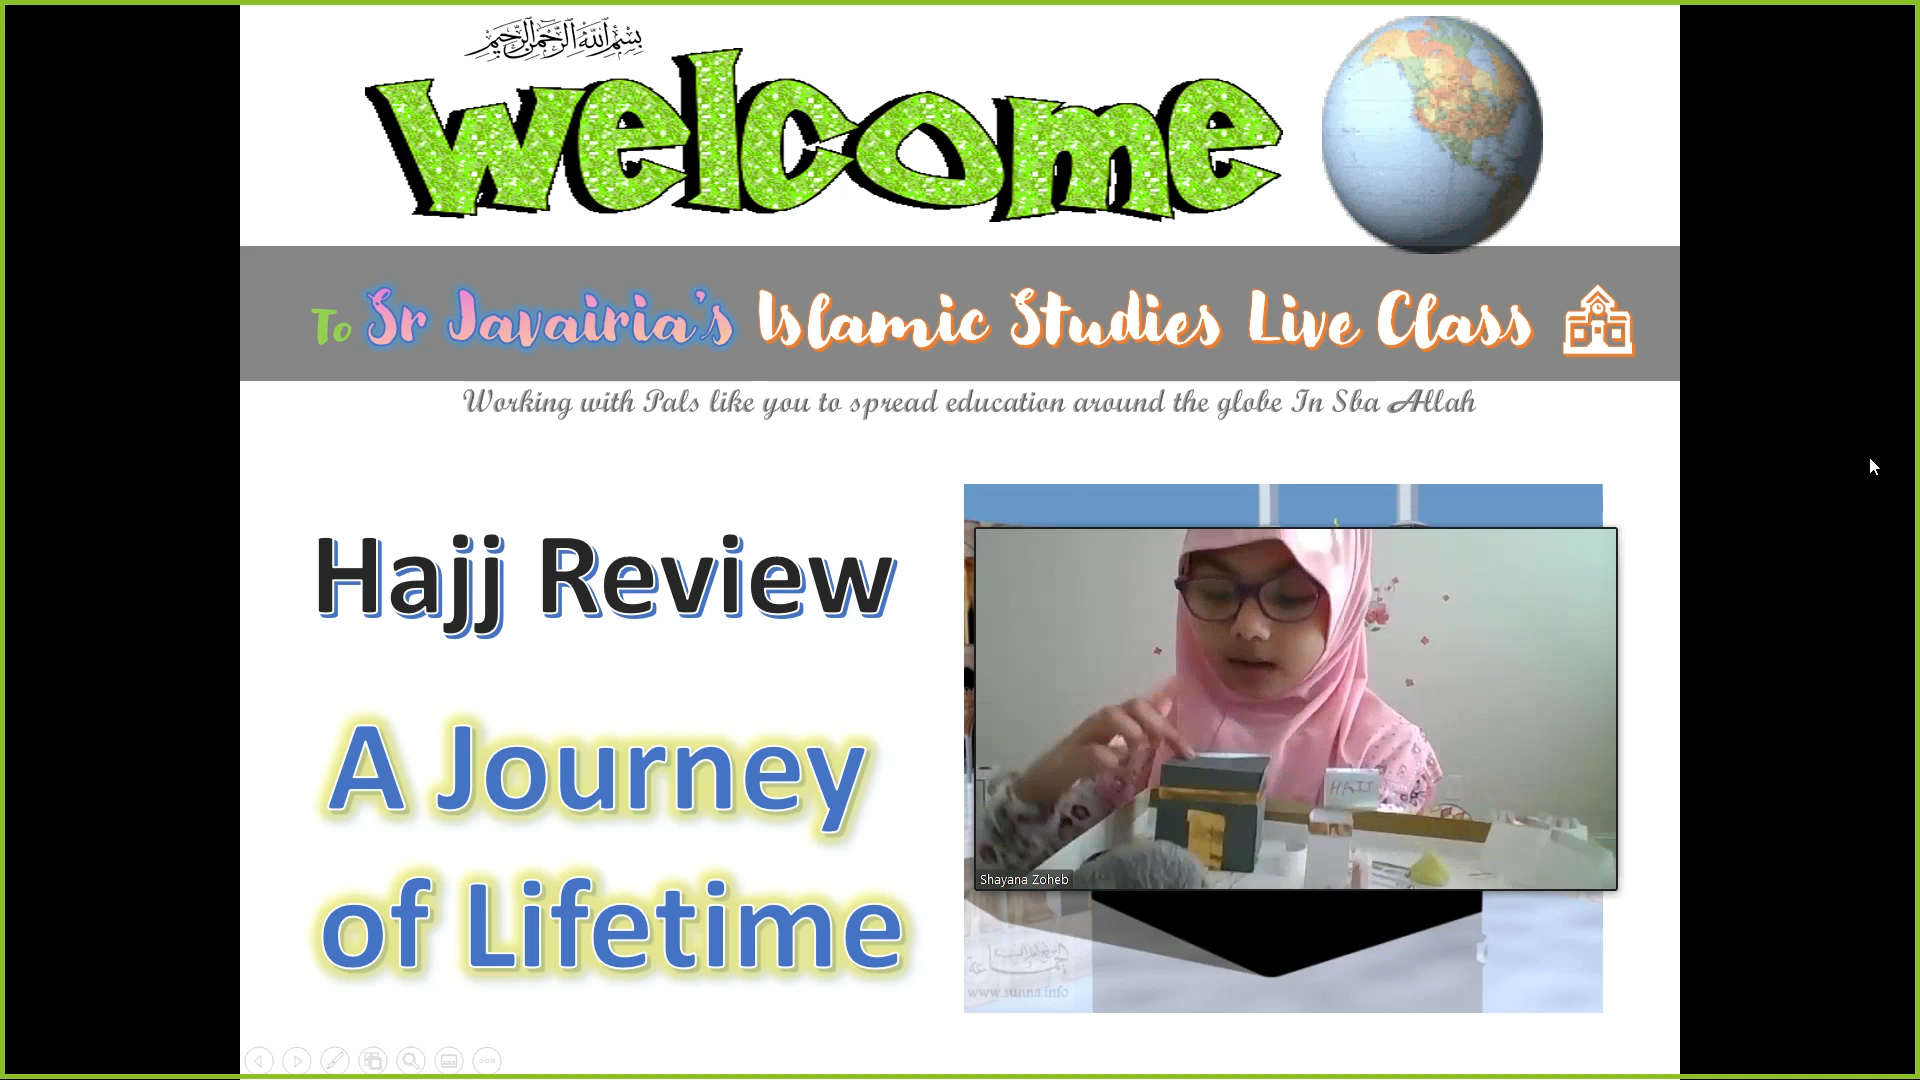 بسم الله الرحمن الرحيم
welcome
To Sr Javairia's Islamic Studies Live Class
Working with Pals like you to spread education around the globe In Sba Allah
Hajj Review
A Journey
of Lifetime
HAJJ
Shayana Zoheb
www.sunna.info